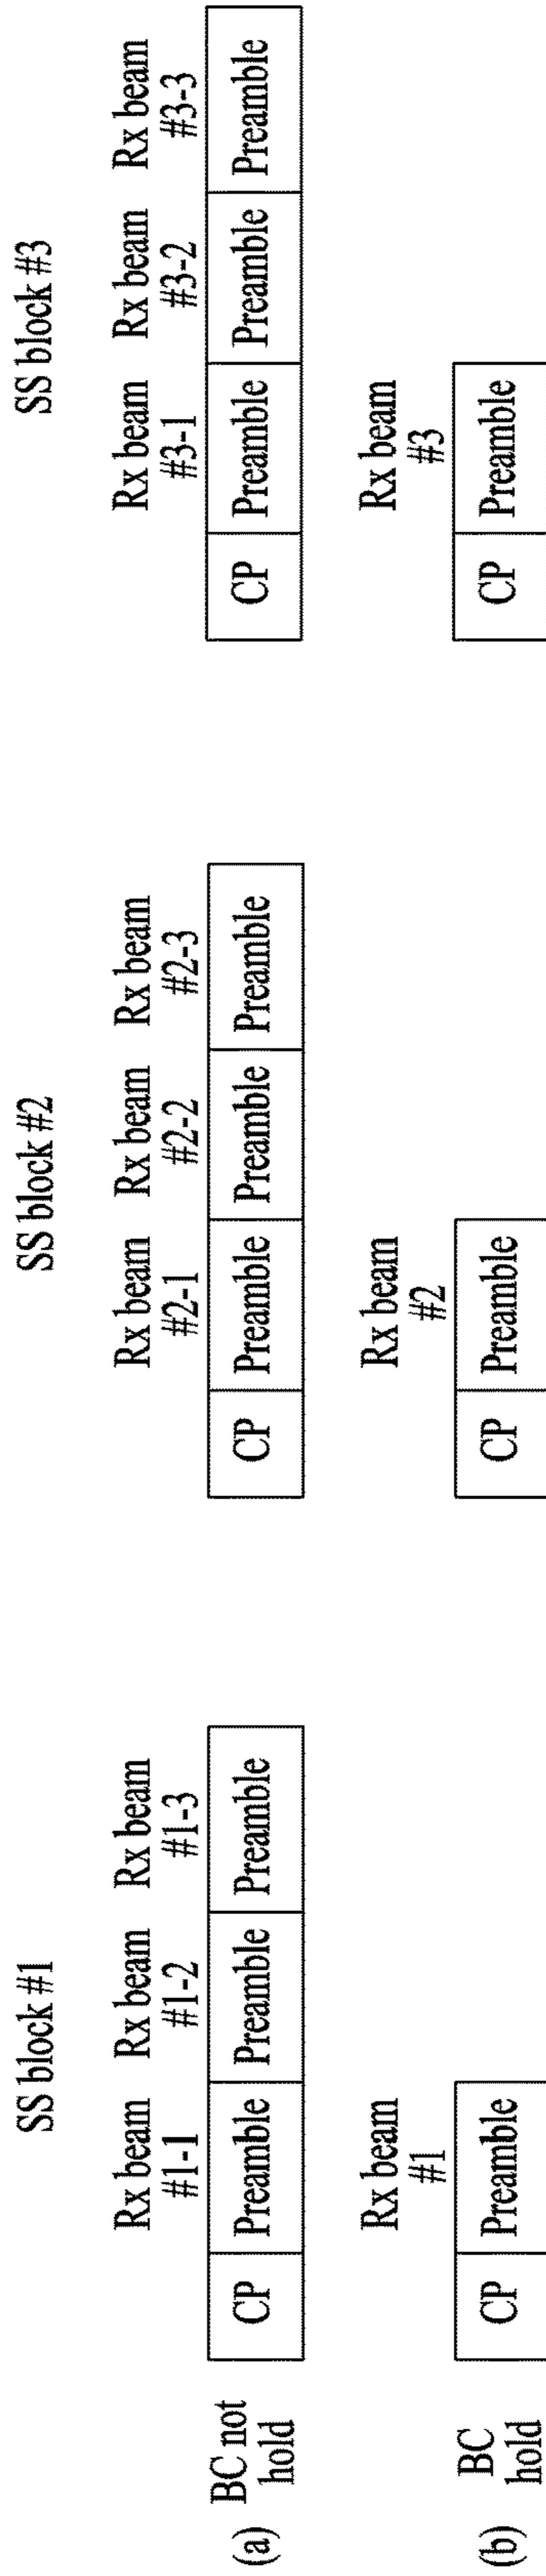 SS block #1
SS block #2
SS block #3
(a) BC not
hold
Rx beam
#1-1
Rx beam
#1-2
Rx beam
#1-3
CP Preamble Preamble Preamble
Rx beam
#2-1
Rx beam
#2-2
Rx beam
#2-3
CP Preamble Preamble Preamble
Rx beam
#3-1
Rx beam
#3-2
Rx beam
#3-3
CP Preamble Preamble Preamble
(b) BC
hold
Rx beam
#1
CP Preamble
Rx beam
#2
CP Preamble
Rx beam
#3
CP Preamble